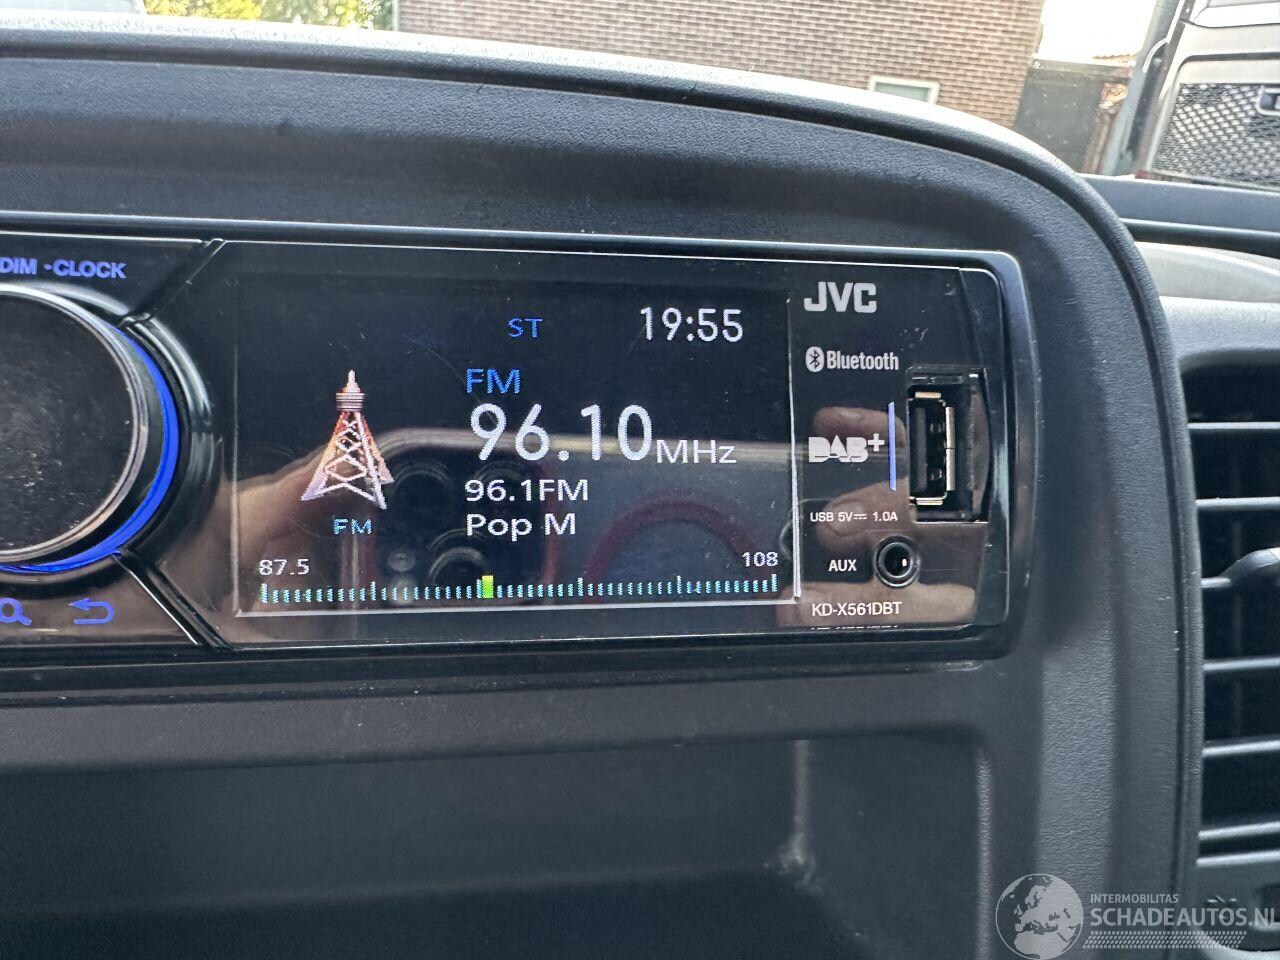 DIM -CLOCK
ST
19:55
FM
96.10MHz
96.1FM
Pop M
FM
87.5
108
JVC
Bluetooth
DAB+
USB 5V⎓ 1.0A
AUX
KD-X561DBT
INTERMOBILITAS
SCHADEAUTOS.NL